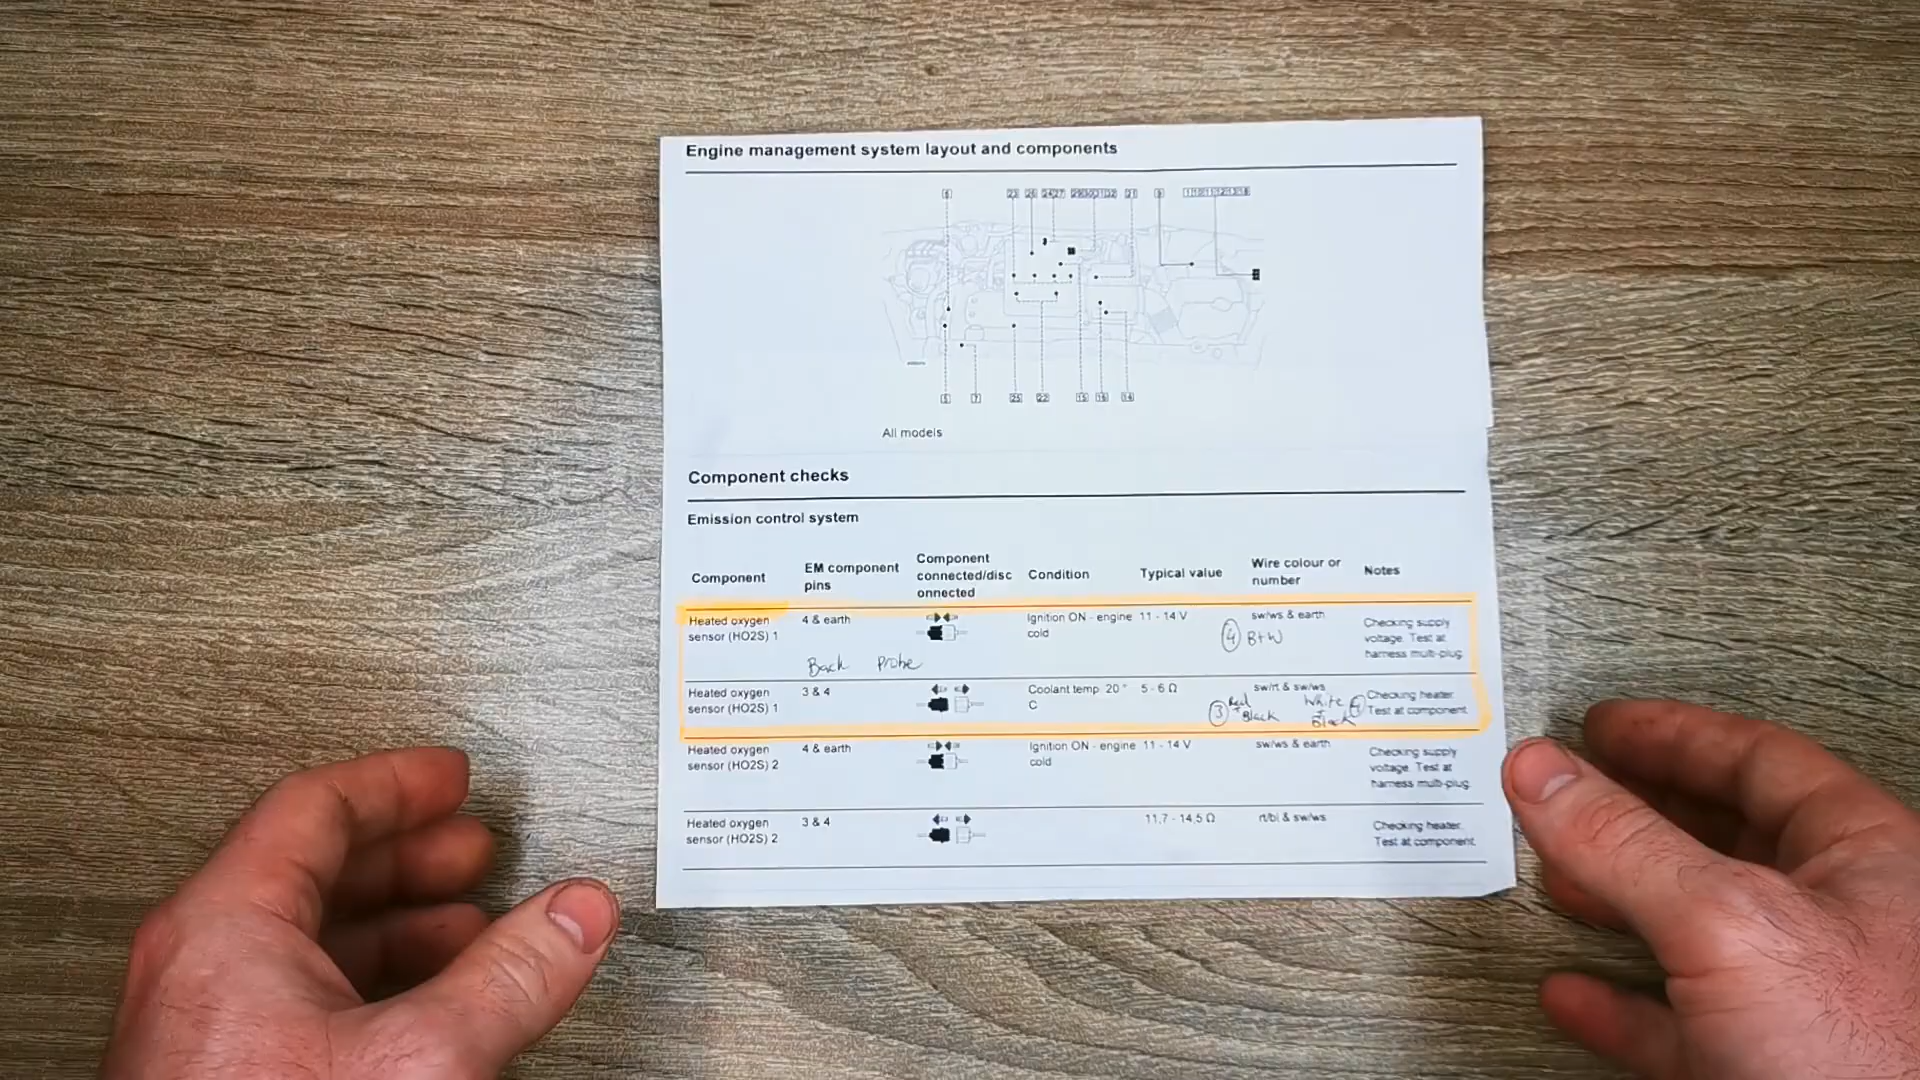 Engine management system layout and components
All models
Component checks
Emission control system
Component
EM component pins
Component connected/disc onnected
Condition
Typical value
Wire colour or number
Notes
Heated oxygen sensor (HO2S) 1
4 & earth
Ignition ON - engine cold
11 - 14 V
sw/ws & earth
④ B+W
Checking supply voltage. Test at harness multi-plug.
Back Probe
Heated oxygen sensor (HO2S) 1
3 & 4
Coolant temp. 20 ° C
5 - 6 Ω
sw/rt & sw/ws
③ Red + Black
White + Black
Checking heater. Test at component.
Heated oxygen sensor (HO2S) 2
4 & earth
Ignition ON - engine cold
11 - 14 V
sw/ws & earth
Checking supply voltage. Test at harness multi-plug.
Heated oxygen sensor (HO2S) 2
3 & 4
11,7 - 14,5 Ω
rt/bl & sw/ws
Checking heater. Test at component.